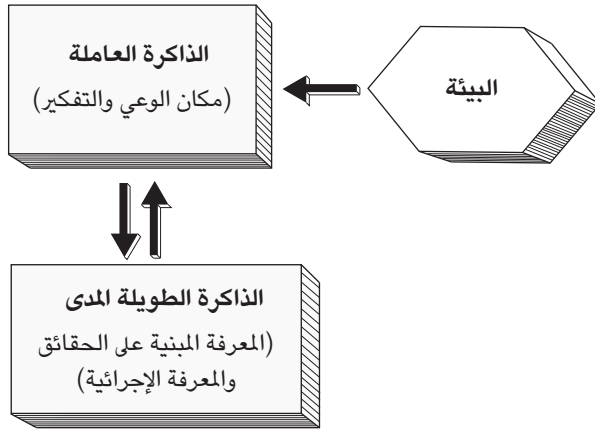 الذاكرة العاملة
(مكان الوعي والتفكير)
البيئة
الذاكرة الطويلة المدى
(المعرفة المبنية على الحقائق
والمعرفة الإجرائية)